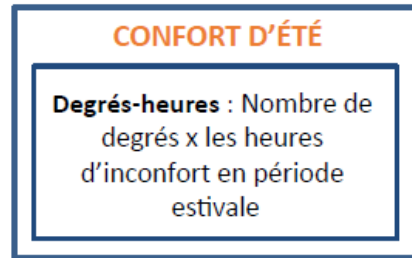 CONFORT D’ÉTÉ
Degrés-heures : Nombre de
degrés x les heures
d’inconfort en période
estivale